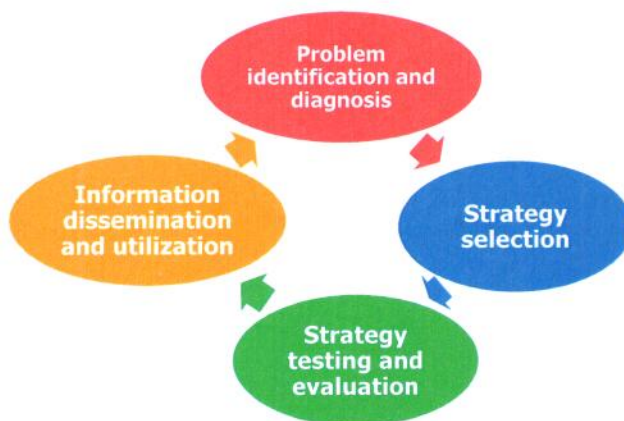 Problem
identification and
diagnosis
Strategy
selection
Strategy
testing and
evaluation
Information
dissemination
and utilization